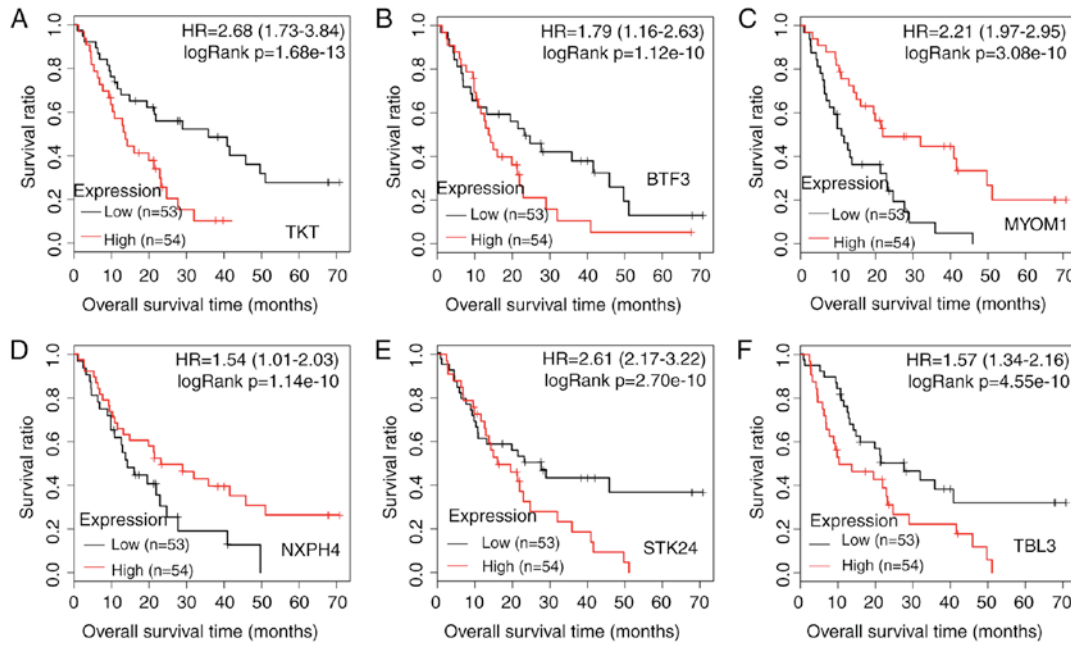 A
HR=2.68 (1.73-3.84)
logRank p=1.68e-13
Survival ratio
1.0
0.8
0.6
0.4
0.2
0.0
Expression
Low (n=53)
High (n=54)
TKT
0 10 20 30 40 50 60 70
Overall survival time (months)
B
HR=1.79 (1.16-2.63)
logRank p=1.12e-10
Survival ratio
1.0
0.8
0.6
0.4
0.2
0.0
BTF3
Expression
Low (n=53)
High (n=54)
0 10 20 30 40 50 60 70
Overall survival time (months)
C
HR=2.21 (1.97-2.95)
logRank p=3.08e-10
Survival ratio
1.0
0.8
0.6
0.4
0.2
0.0
Expression
Low (n=53)
High (n=54)
MYOM1
0 10 20 30 40 50 60 70
Overall survival time (months)
D
HR=1.54 (1.01-2.03)
logRank p=1.14e-10
Survival ratio
1.0
0.8
0.6
0.4
0.2
0.0
Expression
Low (n=53)
High (n=54)
NXPH4
0 10 20 30 40 50 60 70
Overall survival time (months)
E
HR=2.61 (2.17-3.22)
logRank p=2.70e-10
Survival ratio
1.0
0.8
0.6
0.4
0.2
0.0
Expression
Low (n=53)
High (n=54)
STK24
0 10 20 30 40 50 60 70
Overall survival time (months)
F
HR=1.57 (1.34-2.16)
logRank p=4.55e-10
Survival ratio
1.0
0.8
0.6
0.4
0.2
0.0
Expression
Low (n=53)
High (n=54)
TBL3
0 10 20 30 40 50 60 70
Overall survival time (months)